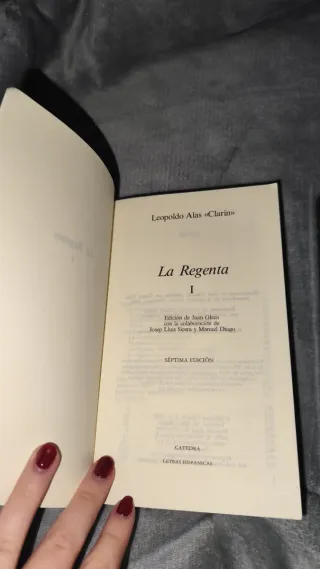 Leopoldo Alas «Clarín»
La Regenta
I
Edición de Juan Oleza
con la colaboración de
Josep Lluís Sirera y Manuel Diago
SÉPTIMA EDICIÓN
CATEDRA
LETRAS HISPANICAS